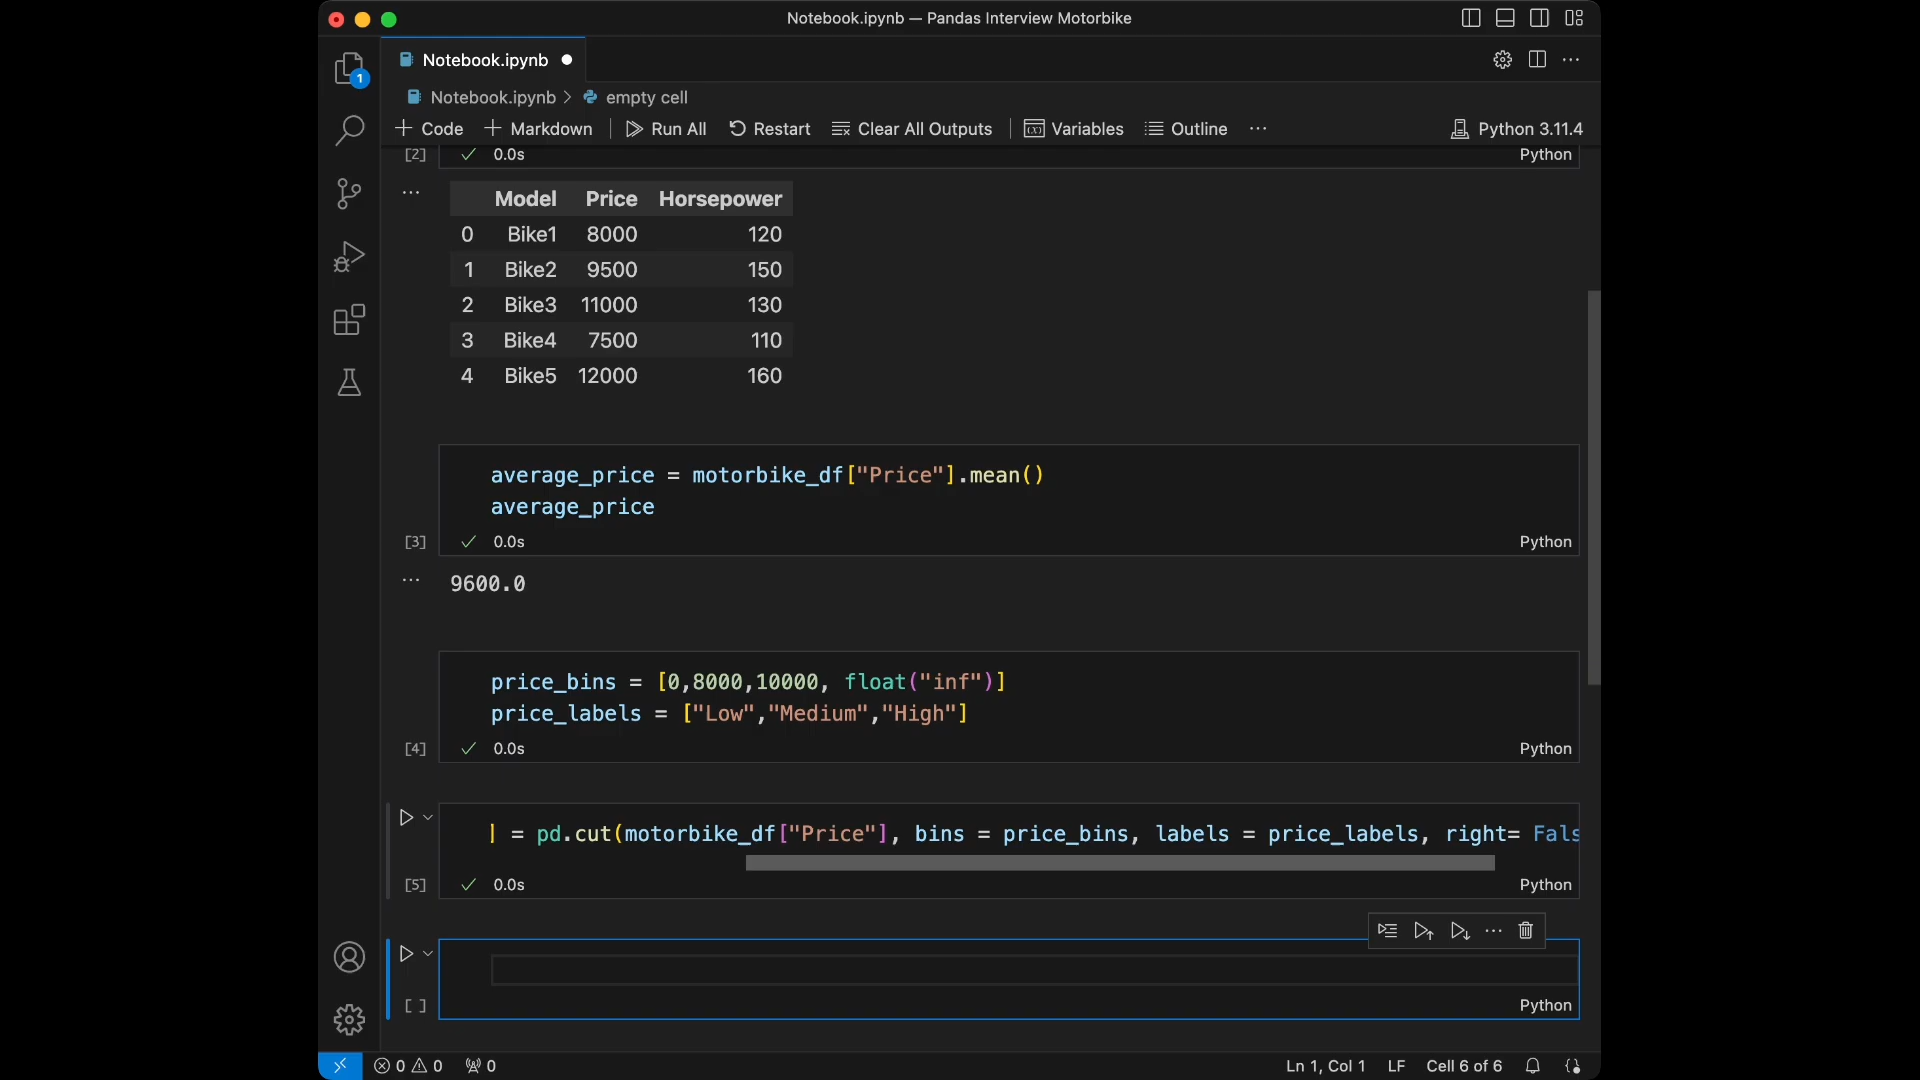 Notebook.ipynb — Pandas Interview Motorbike
1
Notebook.ipynb
Notebook.ipynb > empty cell
Code Markdown Run All Restart Clear All Outputs Variables Outline ... Python 3.11.4
[2] 0.0s Python
... Model Price Horsepower
0 Bike1 8000 120
1 Bike2 9500 150
2 Bike3 11000 130
3 Bike4 7500 110
4 Bike5 12000 160
average_price = motorbike_df["Price"].mean()
average_price
[3] 0.0s Python
... 9600.0
price_bins = [0,8000,10000, float("inf")]
price_labels = ["Low","Medium","High"]
[4] 0.0s Python
] = pd.cut(motorbike_df["Price"], bins = price_bins, labels = price_labels, right= Fals
[5] 0.0s Python
[ ] Python
0 0 0 Ln 1, Col 1 LF Cell 6 of 6